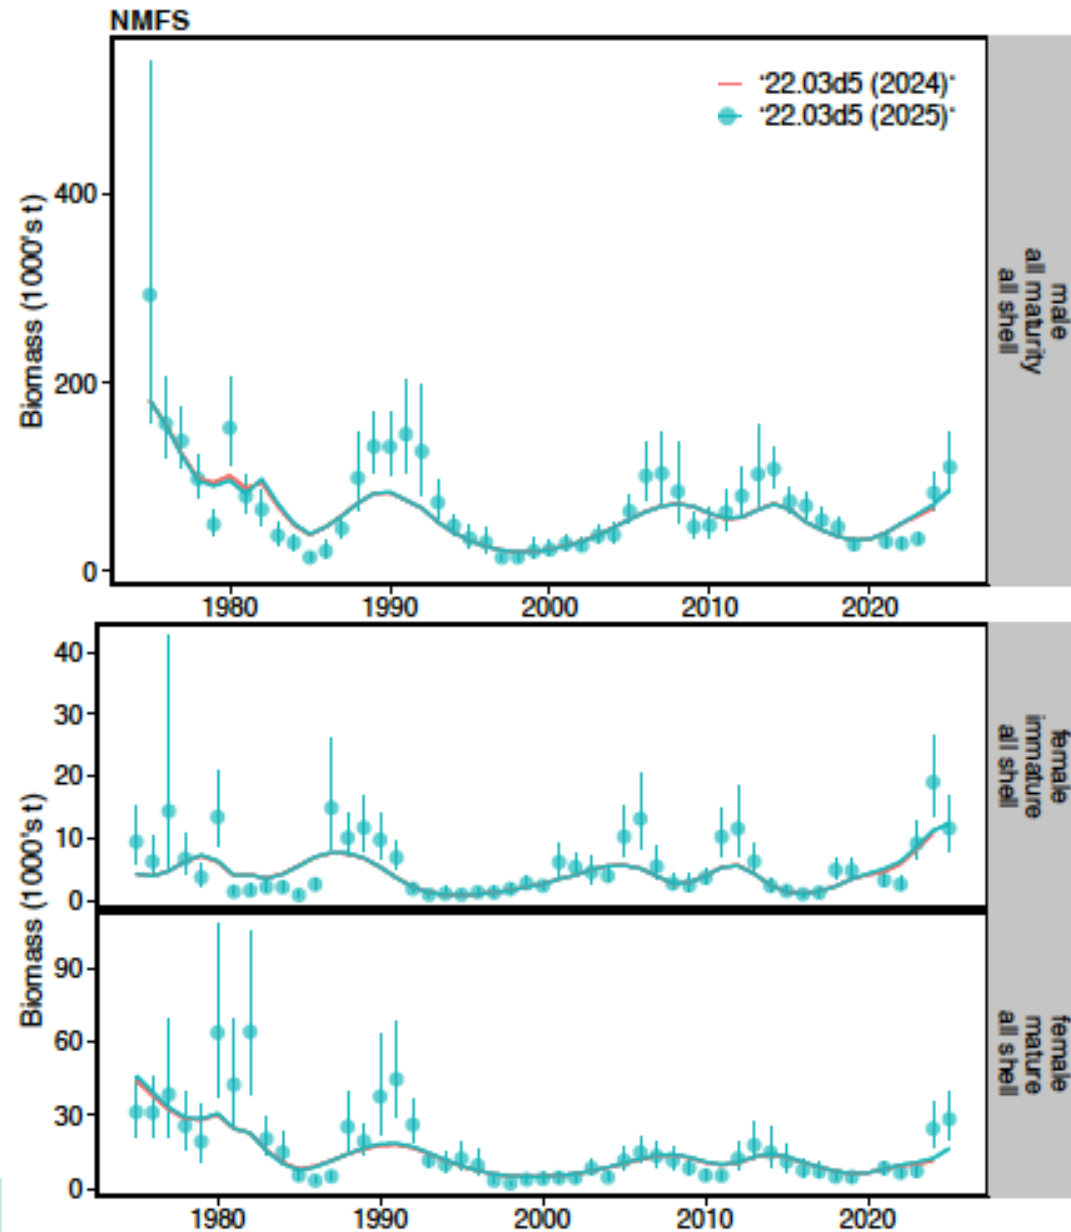 NMFS
'22.03d5 (2024)'
'22.03d5 (2025)'
Biomass (1000's t)
400
200
0
1980 1990 2000 2010 2020
male
all maturity
all shell
Biomass (1000's t)
40
30
20
10
0
female
immature
all shell
90
60
30
0
1980 1990 2000 2010 2020
female
mature
all shell